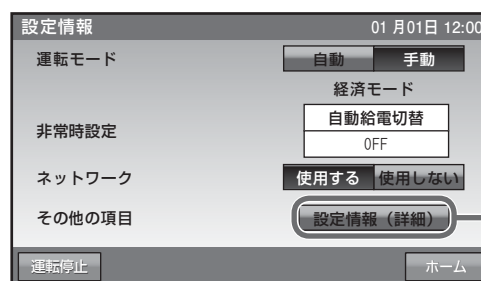 設定情報 01月01日 12:00
運転モード 自動 手動
経済モード
非常時設定 自動給電切替
OFF
ネットワーク 使用する 使用しない
その他の項目 設定情報（詳細）
運転停止 ホーム